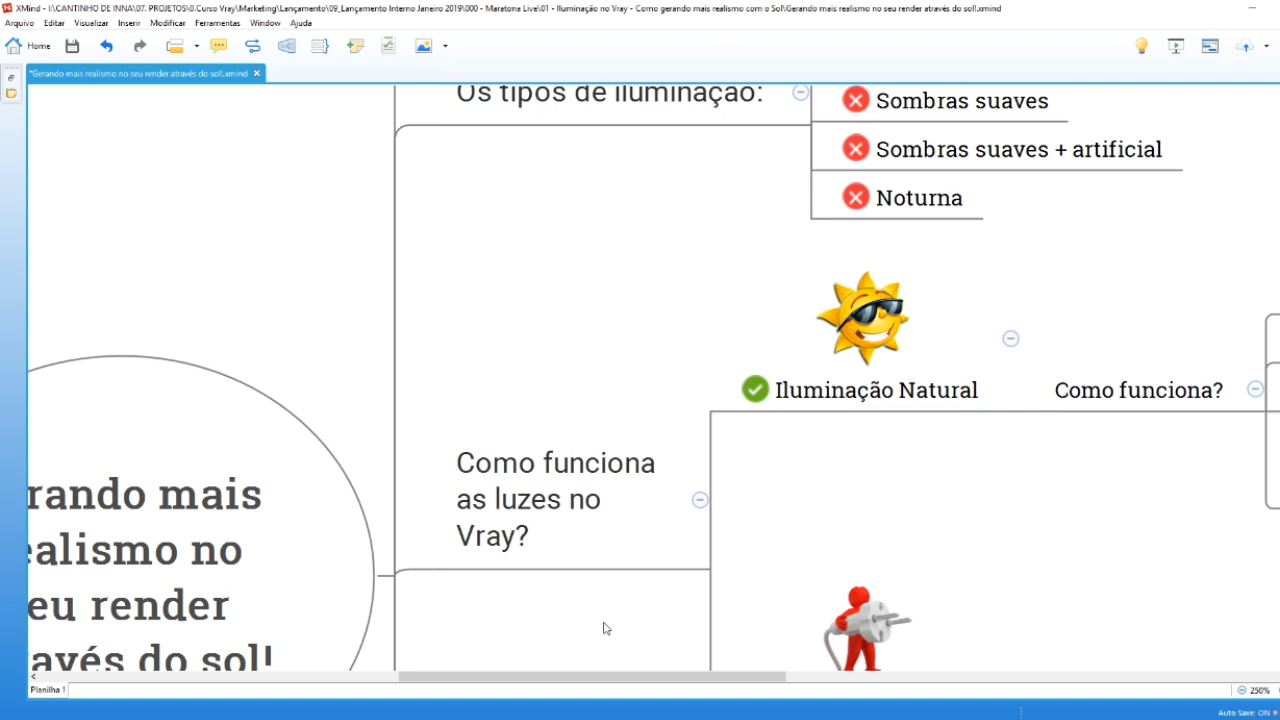 XMind - I:\CANTINHO DE INNA\07. PROJETOS\0.Curso Vray\Marketing\Lançamento\09_Lançamento Interno Janeiro 2019\000 - Maratona Live\01 - Iluminação no Vray - Como gerando mais realismo com o Sol\Gerando mais realismo no seu render através do sol!.xmind
Arquivo Editar Visualizar Inserir Modificar Ferramentas Window Ajuda
Home
*Gerando mais realismo no seu render através do sol!.xmind
Os tipos de iluminação:
Sombras suaves
Sombras suaves + artificial
Noturna
Iluminação Natural
Como funciona?
Como funciona
as luzes no
Vray?
rando mais
ealismo no
eu render
ravés do sol!
Planilha 1
250%
Auto Save: ON